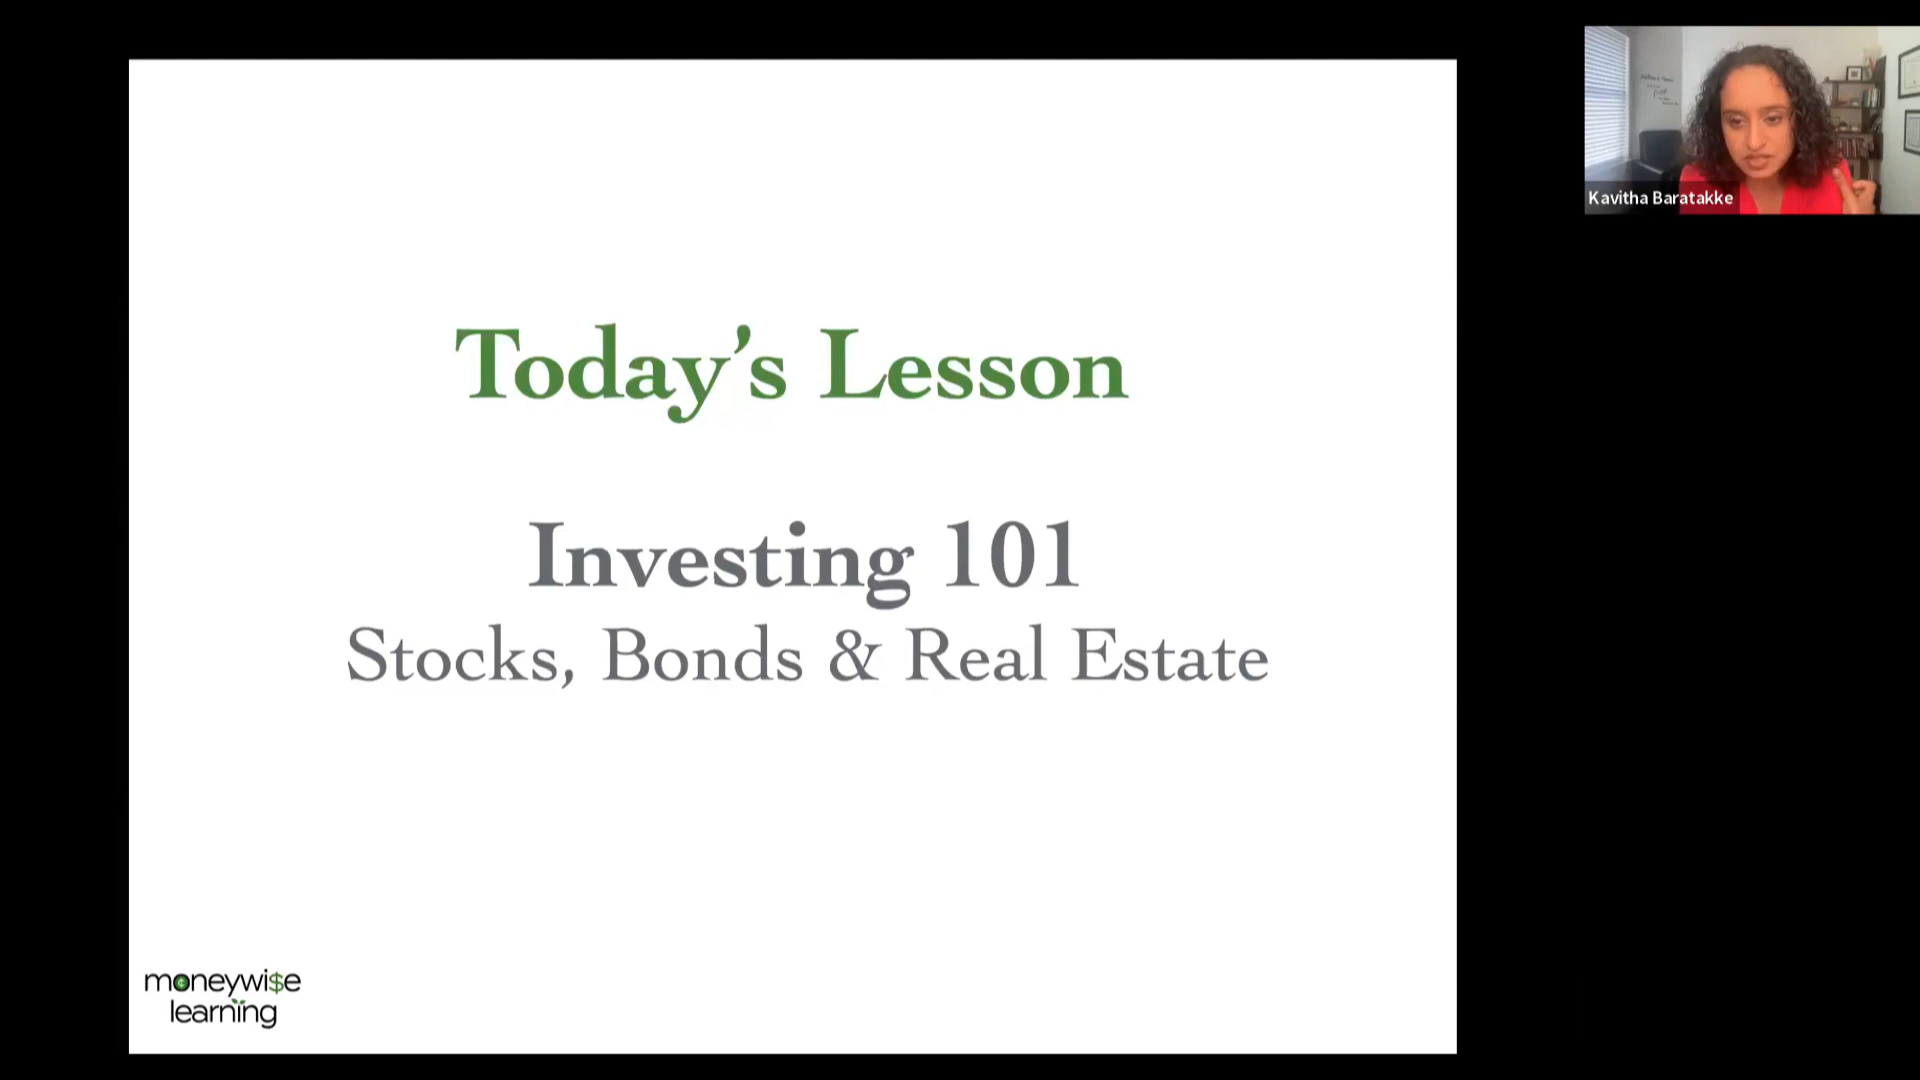 Today’s Lesson
Investing 101
Stocks, Bonds & Real Estate
moneywi$e
learning
Kavitha Baratakke